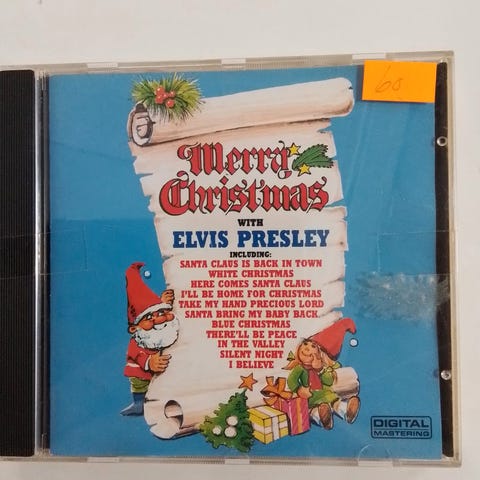 60
Merry
Christmas
WITH
ELVIS PRESLEY
INCLUDING:
SANTA CLAUS IS BACK IN TOWN
WHITE CHRISTMAS
HERE COMES SANTA CLAUS
I'LL BE HOME FOR CHRISTMAS
TAKE MY HAND PRECIOUS LORD
SANTA BRING MY BABY BACK
BLUE CHRISTMAS
THERE'LL BE PEACE
IN THE VALLEY
SILENT NIGHT
I BELIEVE
DIGITAL
MASTERING